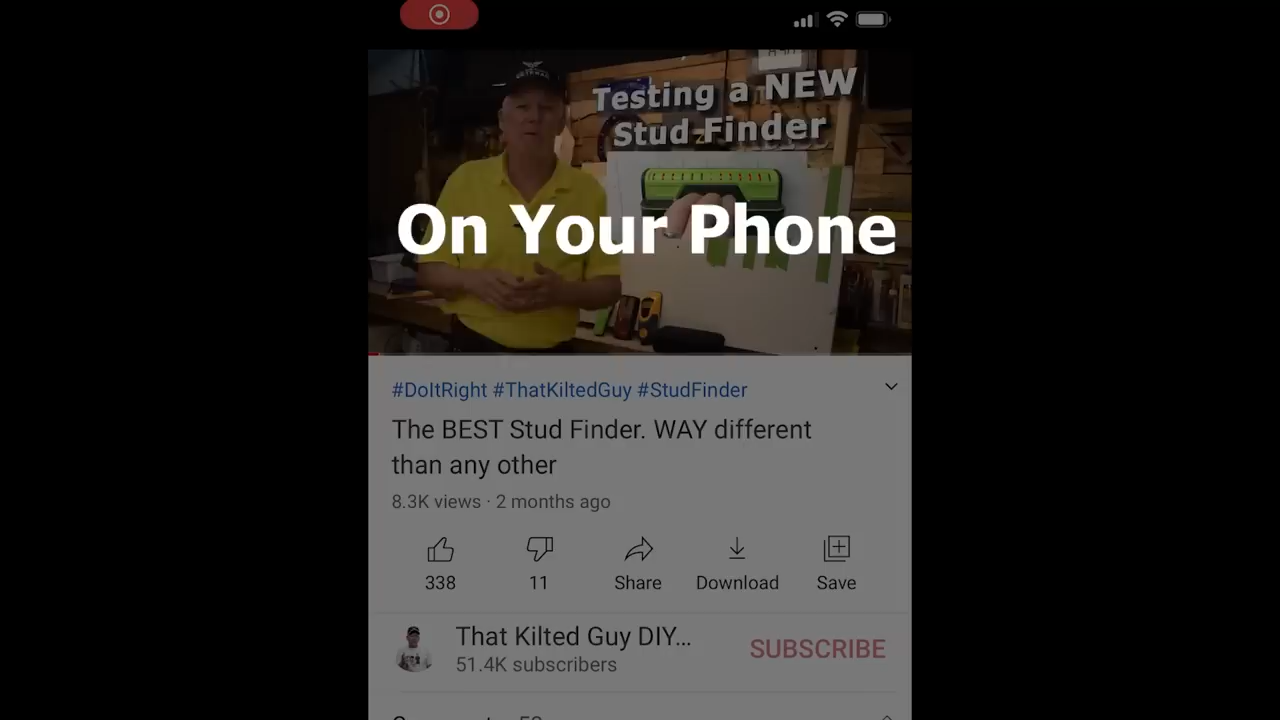 Testing a NEW
Stud Finder
On Your Phone
#DoItRight #ThatKiltedGuy #StudFinder
The BEST Stud Finder. WAY different
than any other
8.3K views · 2 months ago
338
11
Share
Download
Save
That Kilted Guy DIY...
51.4K subscribers
SUBSCRIBE